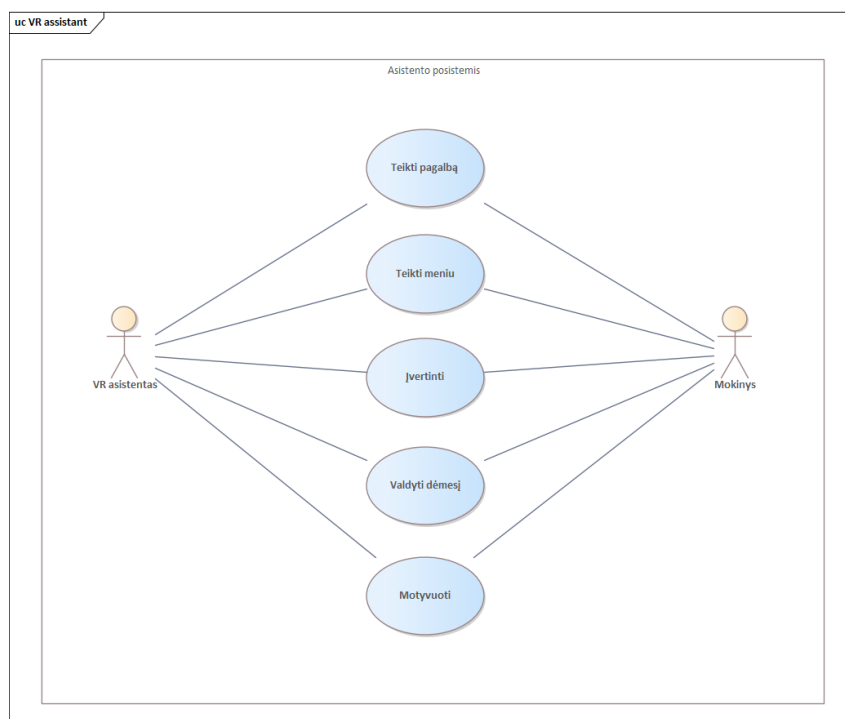 uc VR assistant
Asistento posistemis
Teikti pagalbą
Teikti meniu
Įvertinti
VR asistentas
Mokinys
Valdyti dėmesį
Motyvuoti